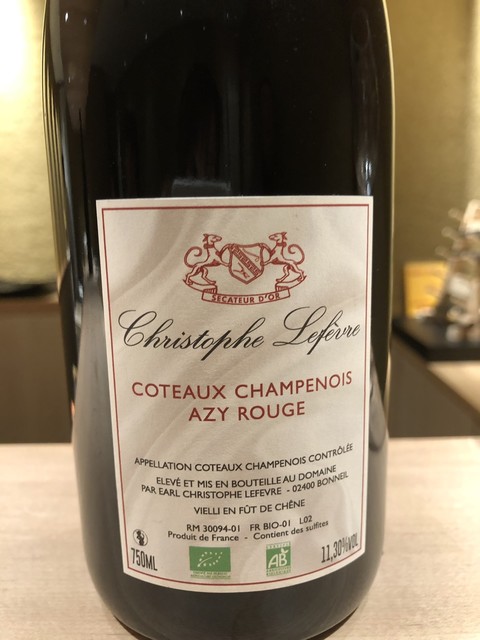 SECATEUR D'OR
Christophe Lefèvre
COTEAUX CHAMPENOIS
AZY ROUGE
APPELLATION COTEAUX CHAMPENOIS CONTRÔLÉE
ELEVÉ ET MIS EN BOUTEILLE AU DOMAINE
PAR EARL CHRISTOPHE LEFEVRE - 02400 BONNEIL
VIELLI EN FÛT DE CHÊNE
RM 30094-01 FR BIO-01 L02
Produit de France - Contient des sulfites
750ML
AB
11,30%VOL